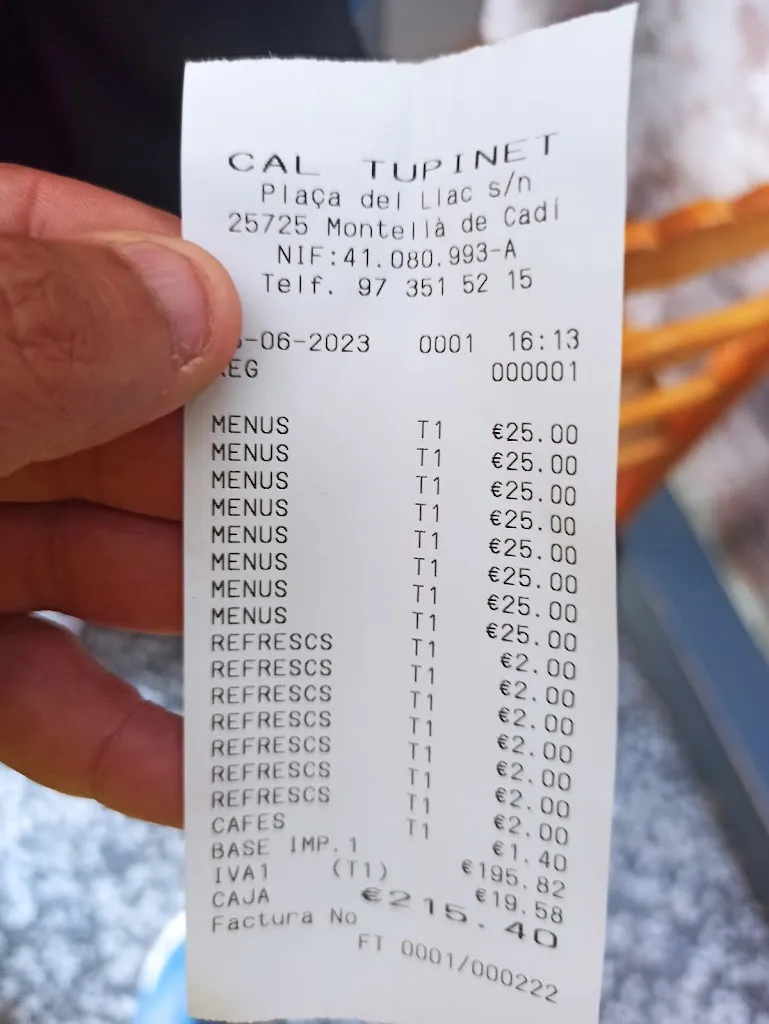 CAL TUPINET
Plaça del Llac s/n
25725 Montellà de Cadí
NIF:41.080.993-A
Telf. 97 351 52 15
-06-2023 0001 16:13
REG 000001
MENUS T1 €25.00
MENUS T1 €25.00
MENUS T1 €25.00
MENUS T1 €25.00
MENUS T1 €25.00
MENUS T1 €25.00
MENUS T1 €25.00
MENUS T1 €25.00
REFRESCS T1 €2.00
REFRESCS T1 €2.00
REFRESCS T1 €2.00
REFRESCS T1 €2.00
REFRESCS T1 €2.00
REFRESCS T1 €2.00
REFRESCS T1 €2.00
CAFES T1 €1.40
BASE IMP.1 €195.82
IVA1 (T1) €19.58
CAJA €215.40
Factura No
FT 0001/000222